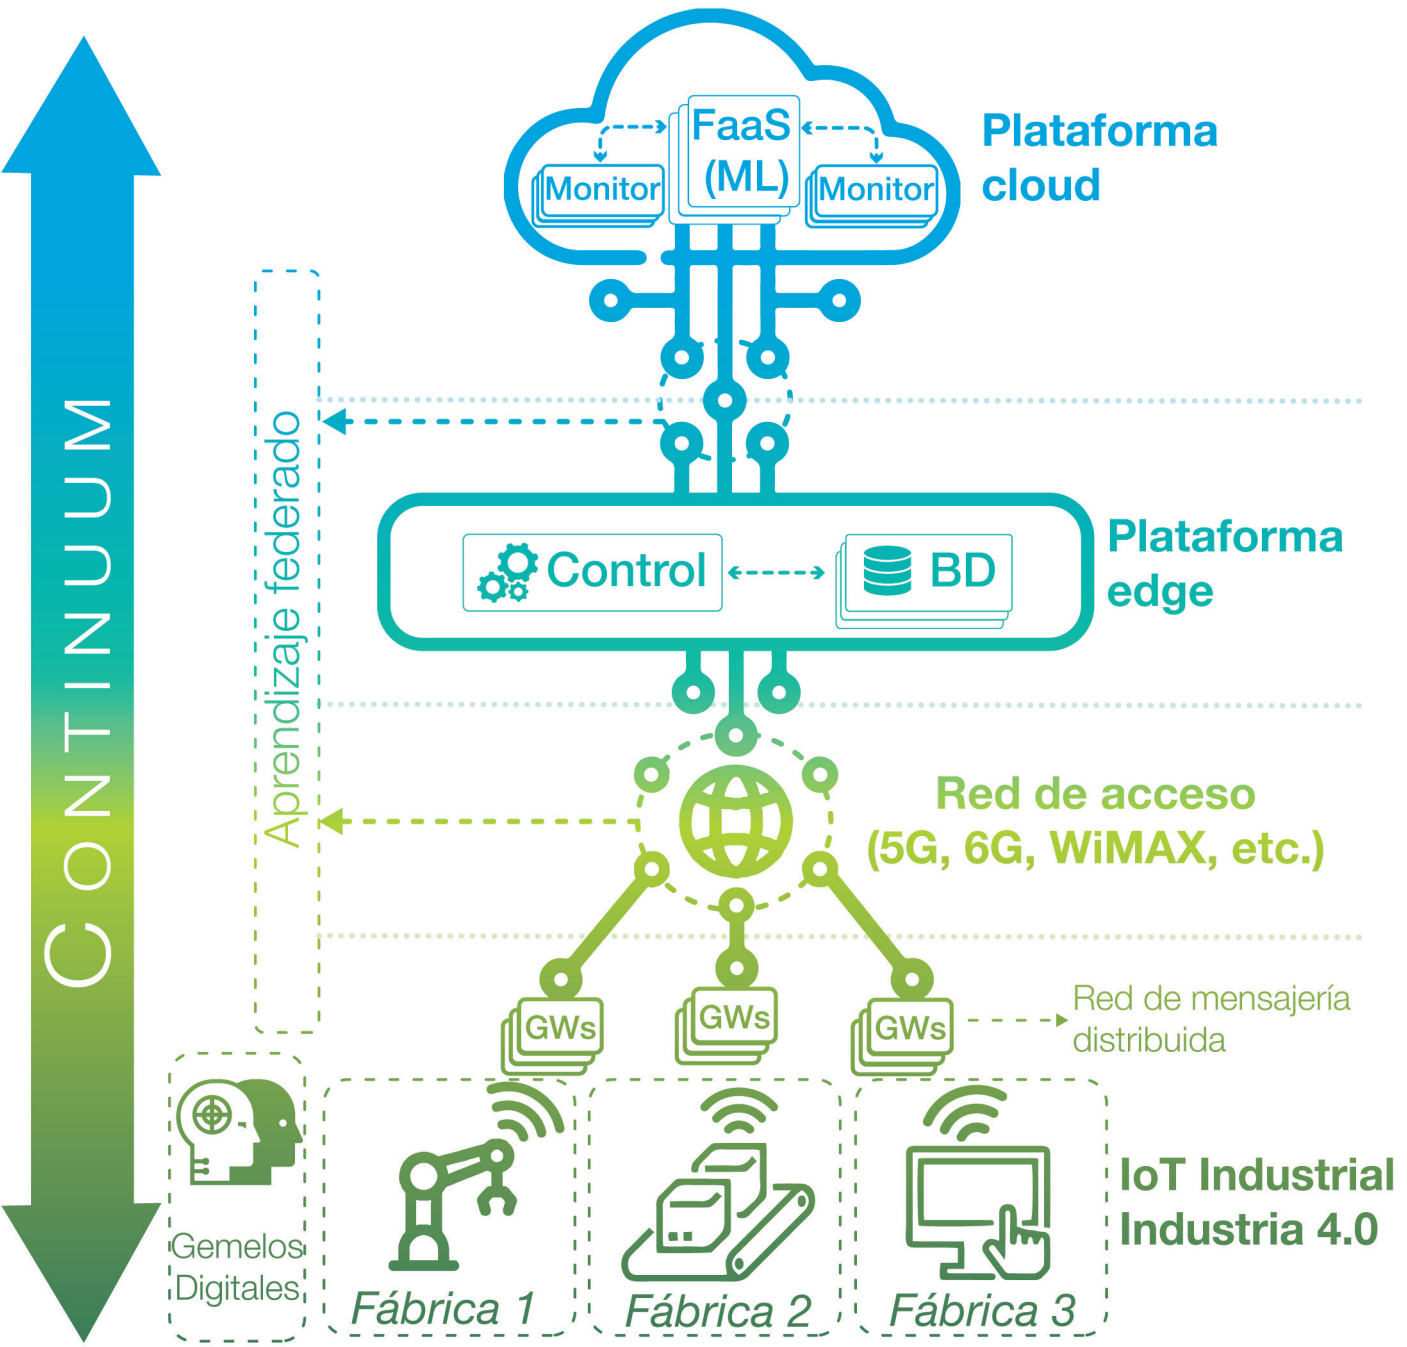 FaaS
(ML)
Monitor
Monitor
Plataforma
cloud
CONTINUUM
Aprendizaje federado
Control
BD
Plataforma
edge
Red de acceso
(5G, 6G, WiMAX, etc.)
GWs
GWs
GWs
Red de mensajería
distribuida
Gemelos
Digitales
Fábrica 1
Fábrica 2
Fábrica 3
IoT Industrial
Industria 4.0